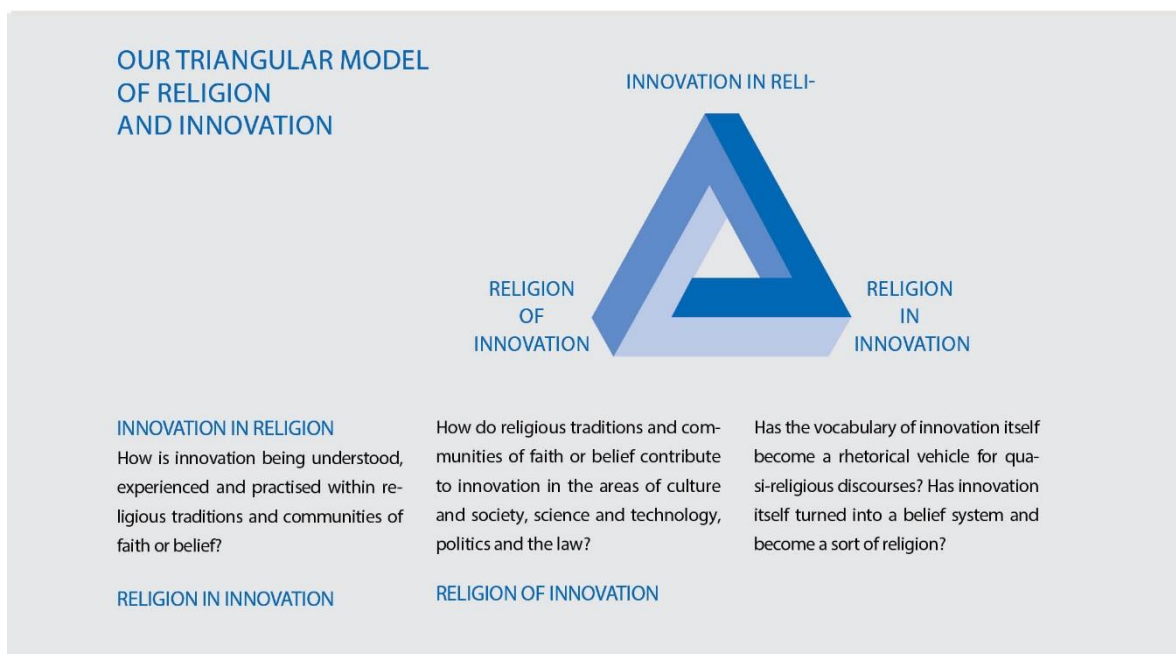 OUR TRIANGULAR MODEL
OF RELIGION
AND INNOVATION
INNOVATION IN RELI-
RELIGION
OF
INNOVATION
RELIGION
IN
INNOVATION
INNOVATION IN RELIGION
How is innovation being understood,
experienced and practised within re-
ligious traditions and communities of
faith or belief?
RELIGION IN INNOVATION
How do religious traditions and com-
munities of faith or belief contribute
to innovation in the areas of culture
and society, science and technology,
politics and the law?
RELIGION OF INNOVATION
Has the vocabulary of innovation itself
become a rhetorical vehicle for qua-
si-religious discourses? Has innovation
itself turned into a belief system and
become a sort of religion?